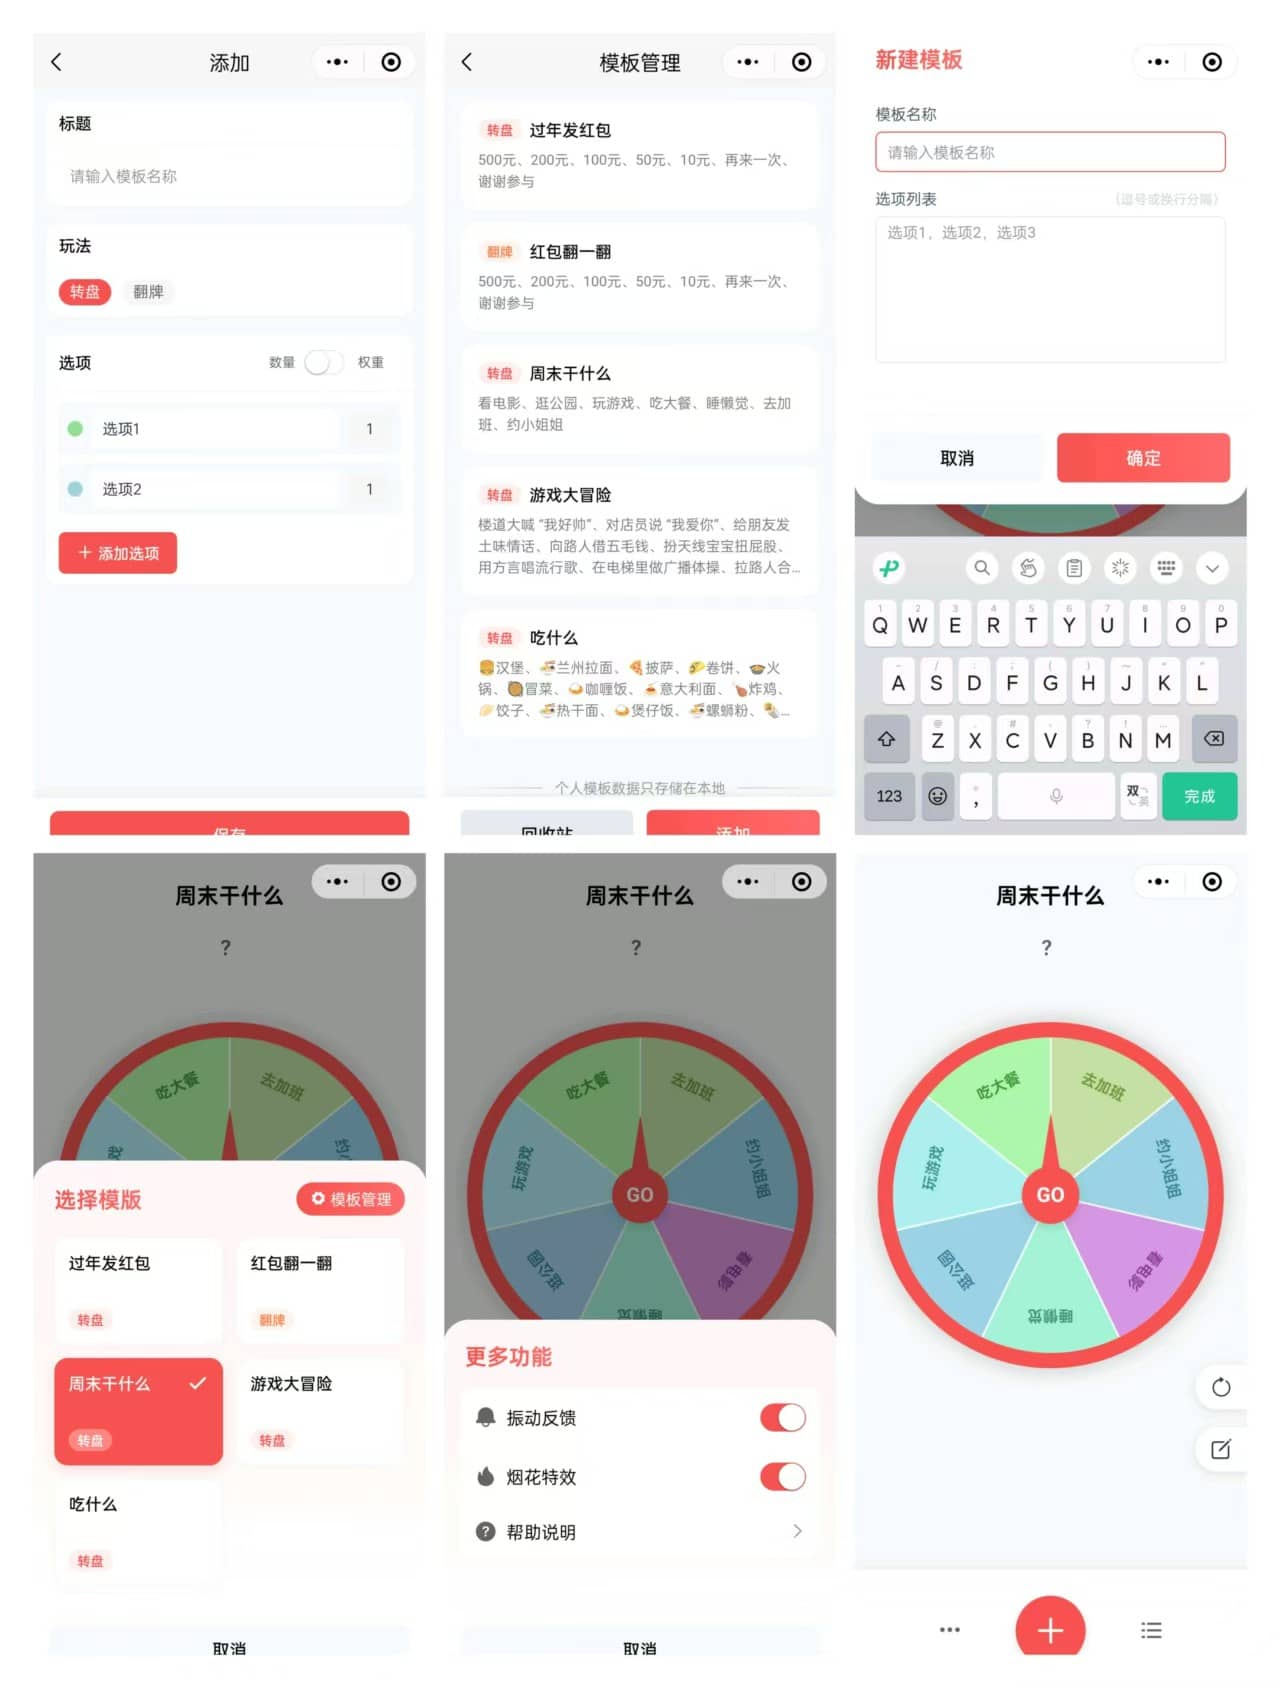 添加
标题
请输入模板名称
玩法
转盘 翻牌
选项 数量 权重
选项1 1
选项2 1
+ 添加选项
保存
模板管理
转盘 过年发红包
500元、200元、100元、50元、10元、再来一次、
谢谢参与
翻牌 红包翻一翻
500元、200元、100元、50元、10元、再来一次、
谢谢参与
转盘 周末干什么
看电影、逛公园、玩游戏、吃大餐、睡懒觉、去加
班、约小姐姐
转盘 游戏大冒险
楼道大喊 “我好帅”、对店员说 “我爱你”、给朋友发
土味情话、向路人借五毛钱、扮天线宝宝扭屁股、
用方言唱流行歌、在电梯里做广播体操、拉路人合...
转盘 吃什么
🍔汉堡、🍜兰州拉面、🍕披萨、🌮卷饼、🍲火
锅、🥘冒菜、🍛咖喱饭、🍝意大利面、🍗炸鸡、
🥟饺子、🍜热干面、🍛煲仔饭、🍜螺蛳粉、🌯...
个人模板数据只存储在本地
回收站 添加
新建模板
模板名称
请输入模板名称
选项列表 (逗号或换行分隔)
选项1，选项2，选项3
取消 确定
1 2 3 4 5 6 7 8 9 0
Q W E R T Y U I O P
A S D F G H J K L
Z X C V B N M
123 双 英 完成
周末干什么
?
吃大餐 去加班
玩游戏 约小
选择模版 模板管理
过年发红包 红包翻一翻
转盘 翻牌
周末干什么 游戏大冒险
转盘 转盘
吃什么
转盘
取消
周末干什么
?
吃大餐 去加班
玩游戏 约小姐姐
GO
逛公园 看电影
睡懒觉
更多功能
振动反馈
烟花特效
帮助说明
取消
周末干什么
?
吃大餐 去加班
玩游戏 约小姐姐
GO
逛公园 看电影
睡懒觉